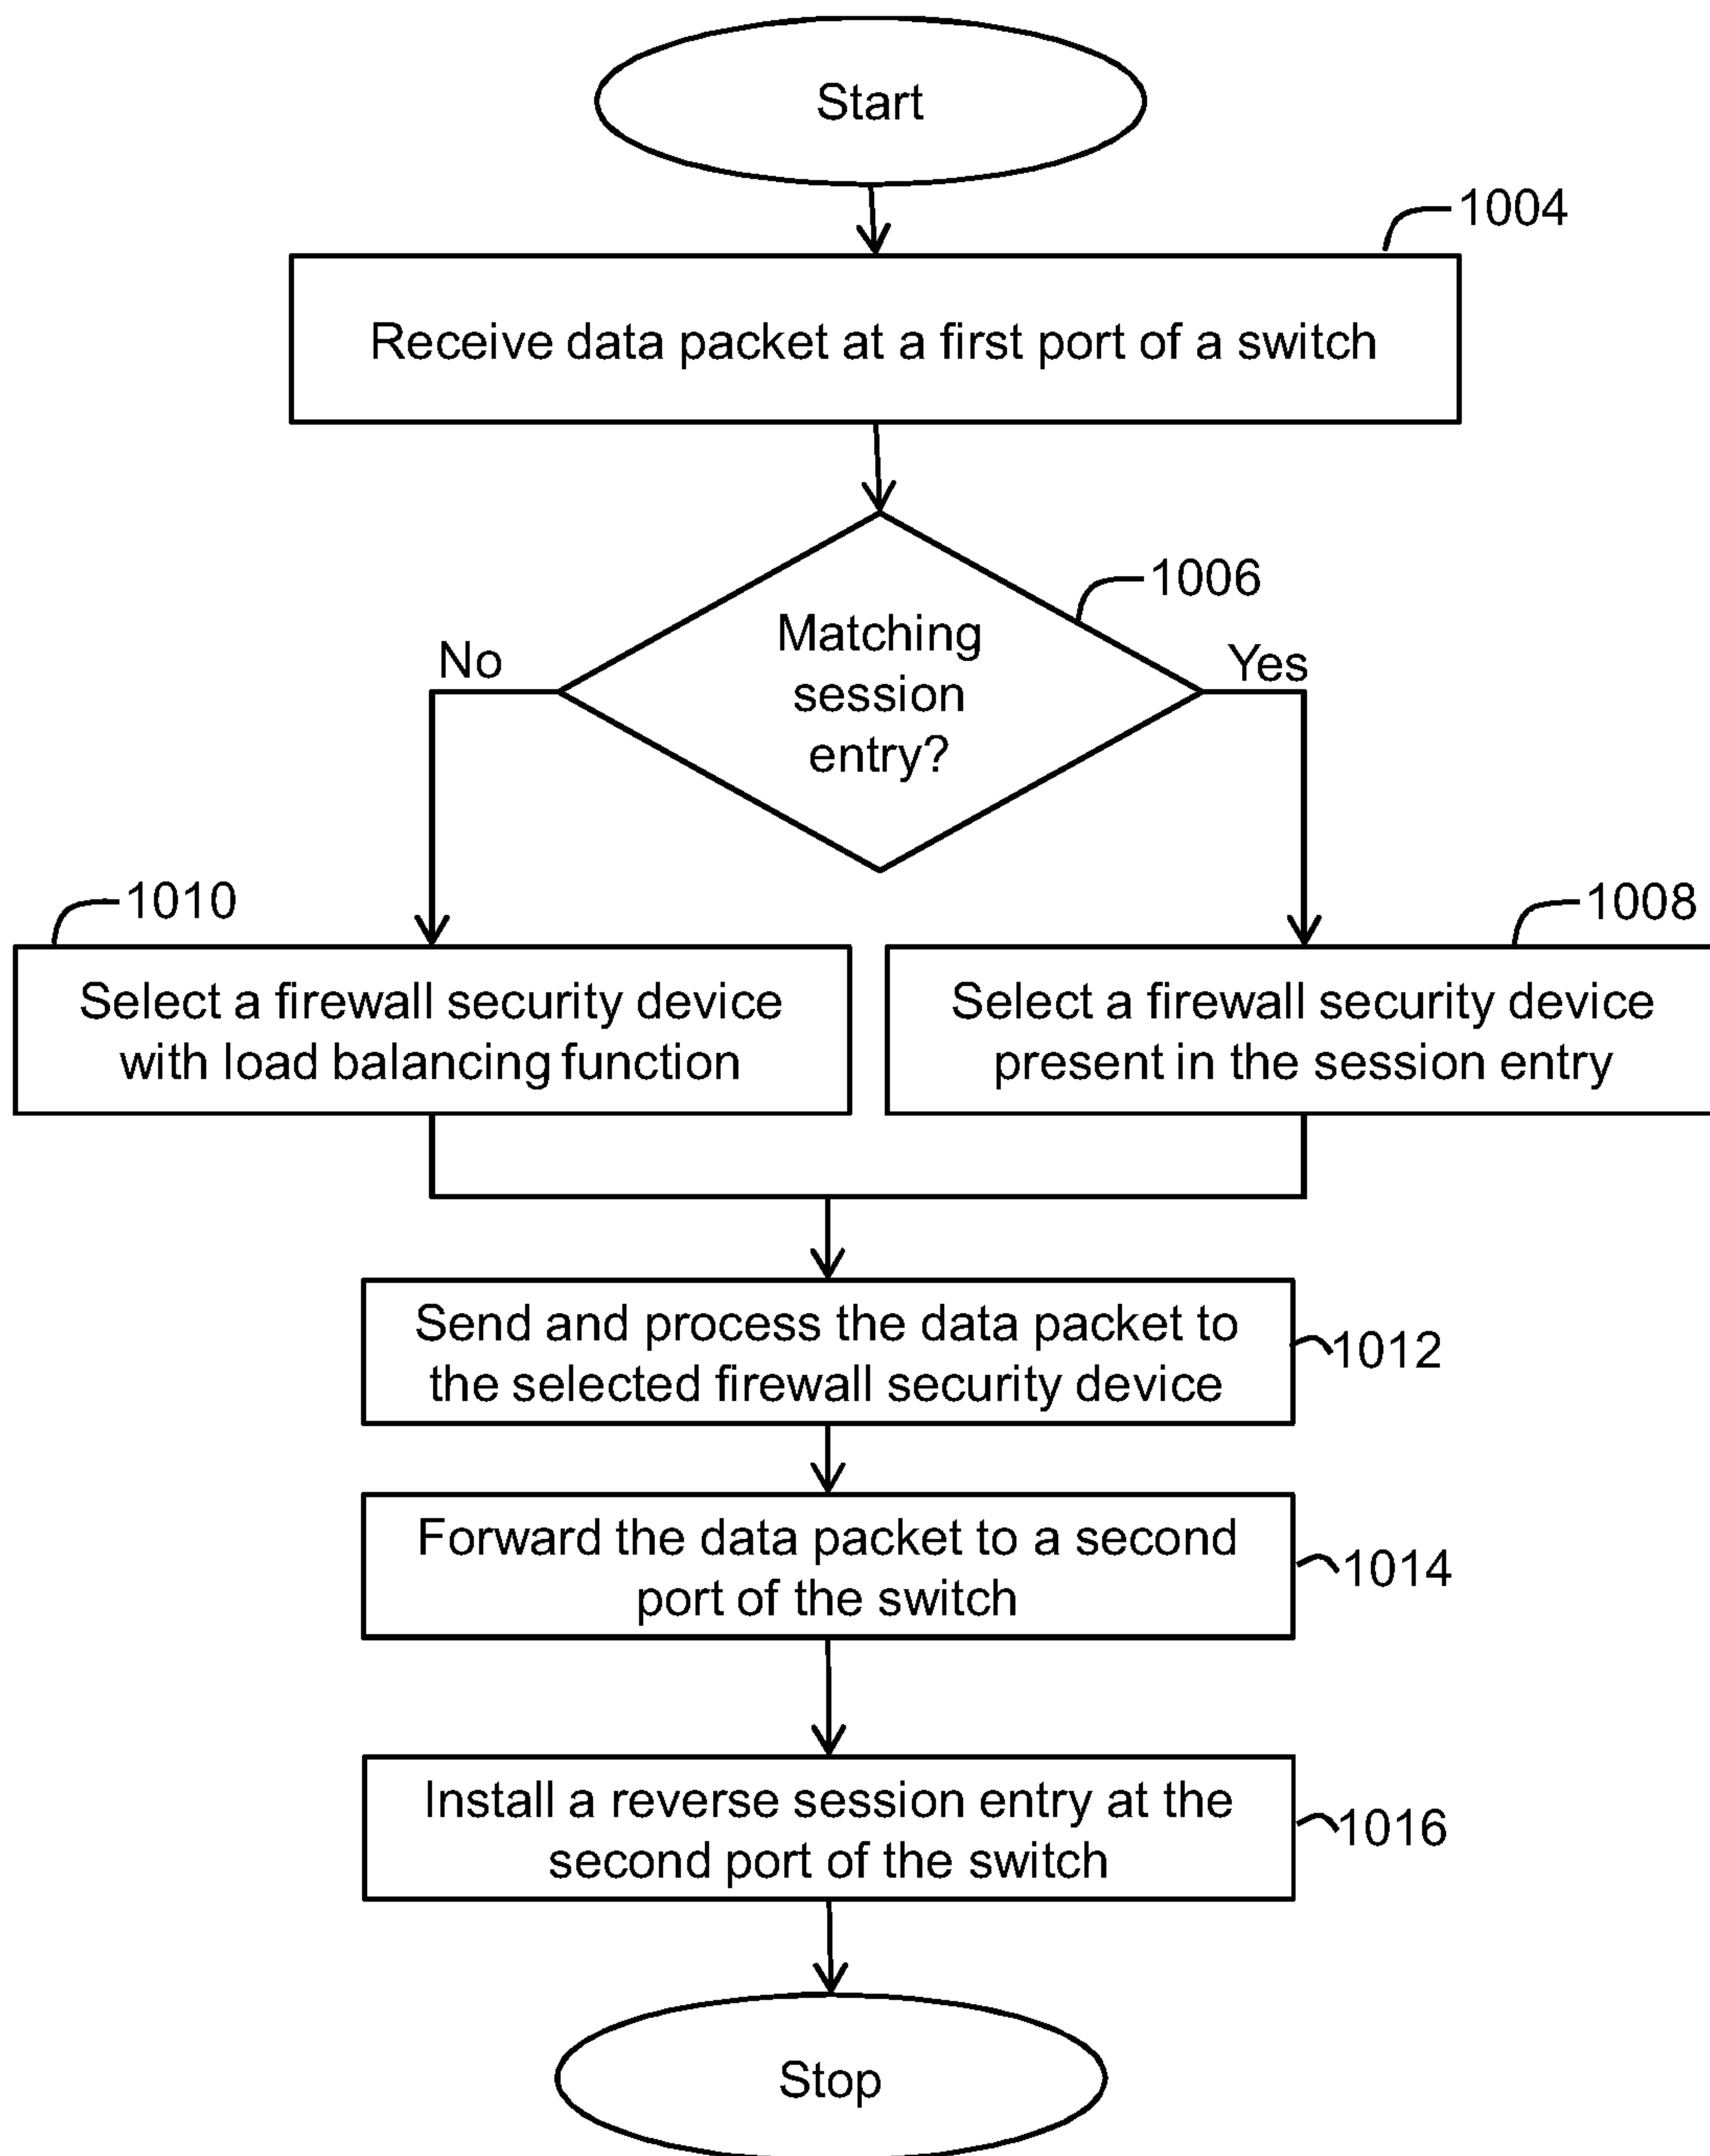 Start
1004
Receive data packet at a first port of a switch
1006
Matching
session
entry?
No
Yes
1010
Select a firewall security device
with load balancing function
1008
Select a firewall security device
present in the session entry
Send and process the data packet to
the selected firewall security device
1012
Forward the data packet to a second
port of the switch
1014
Install a reverse session entry at the
second port of the switch
1016
Stop